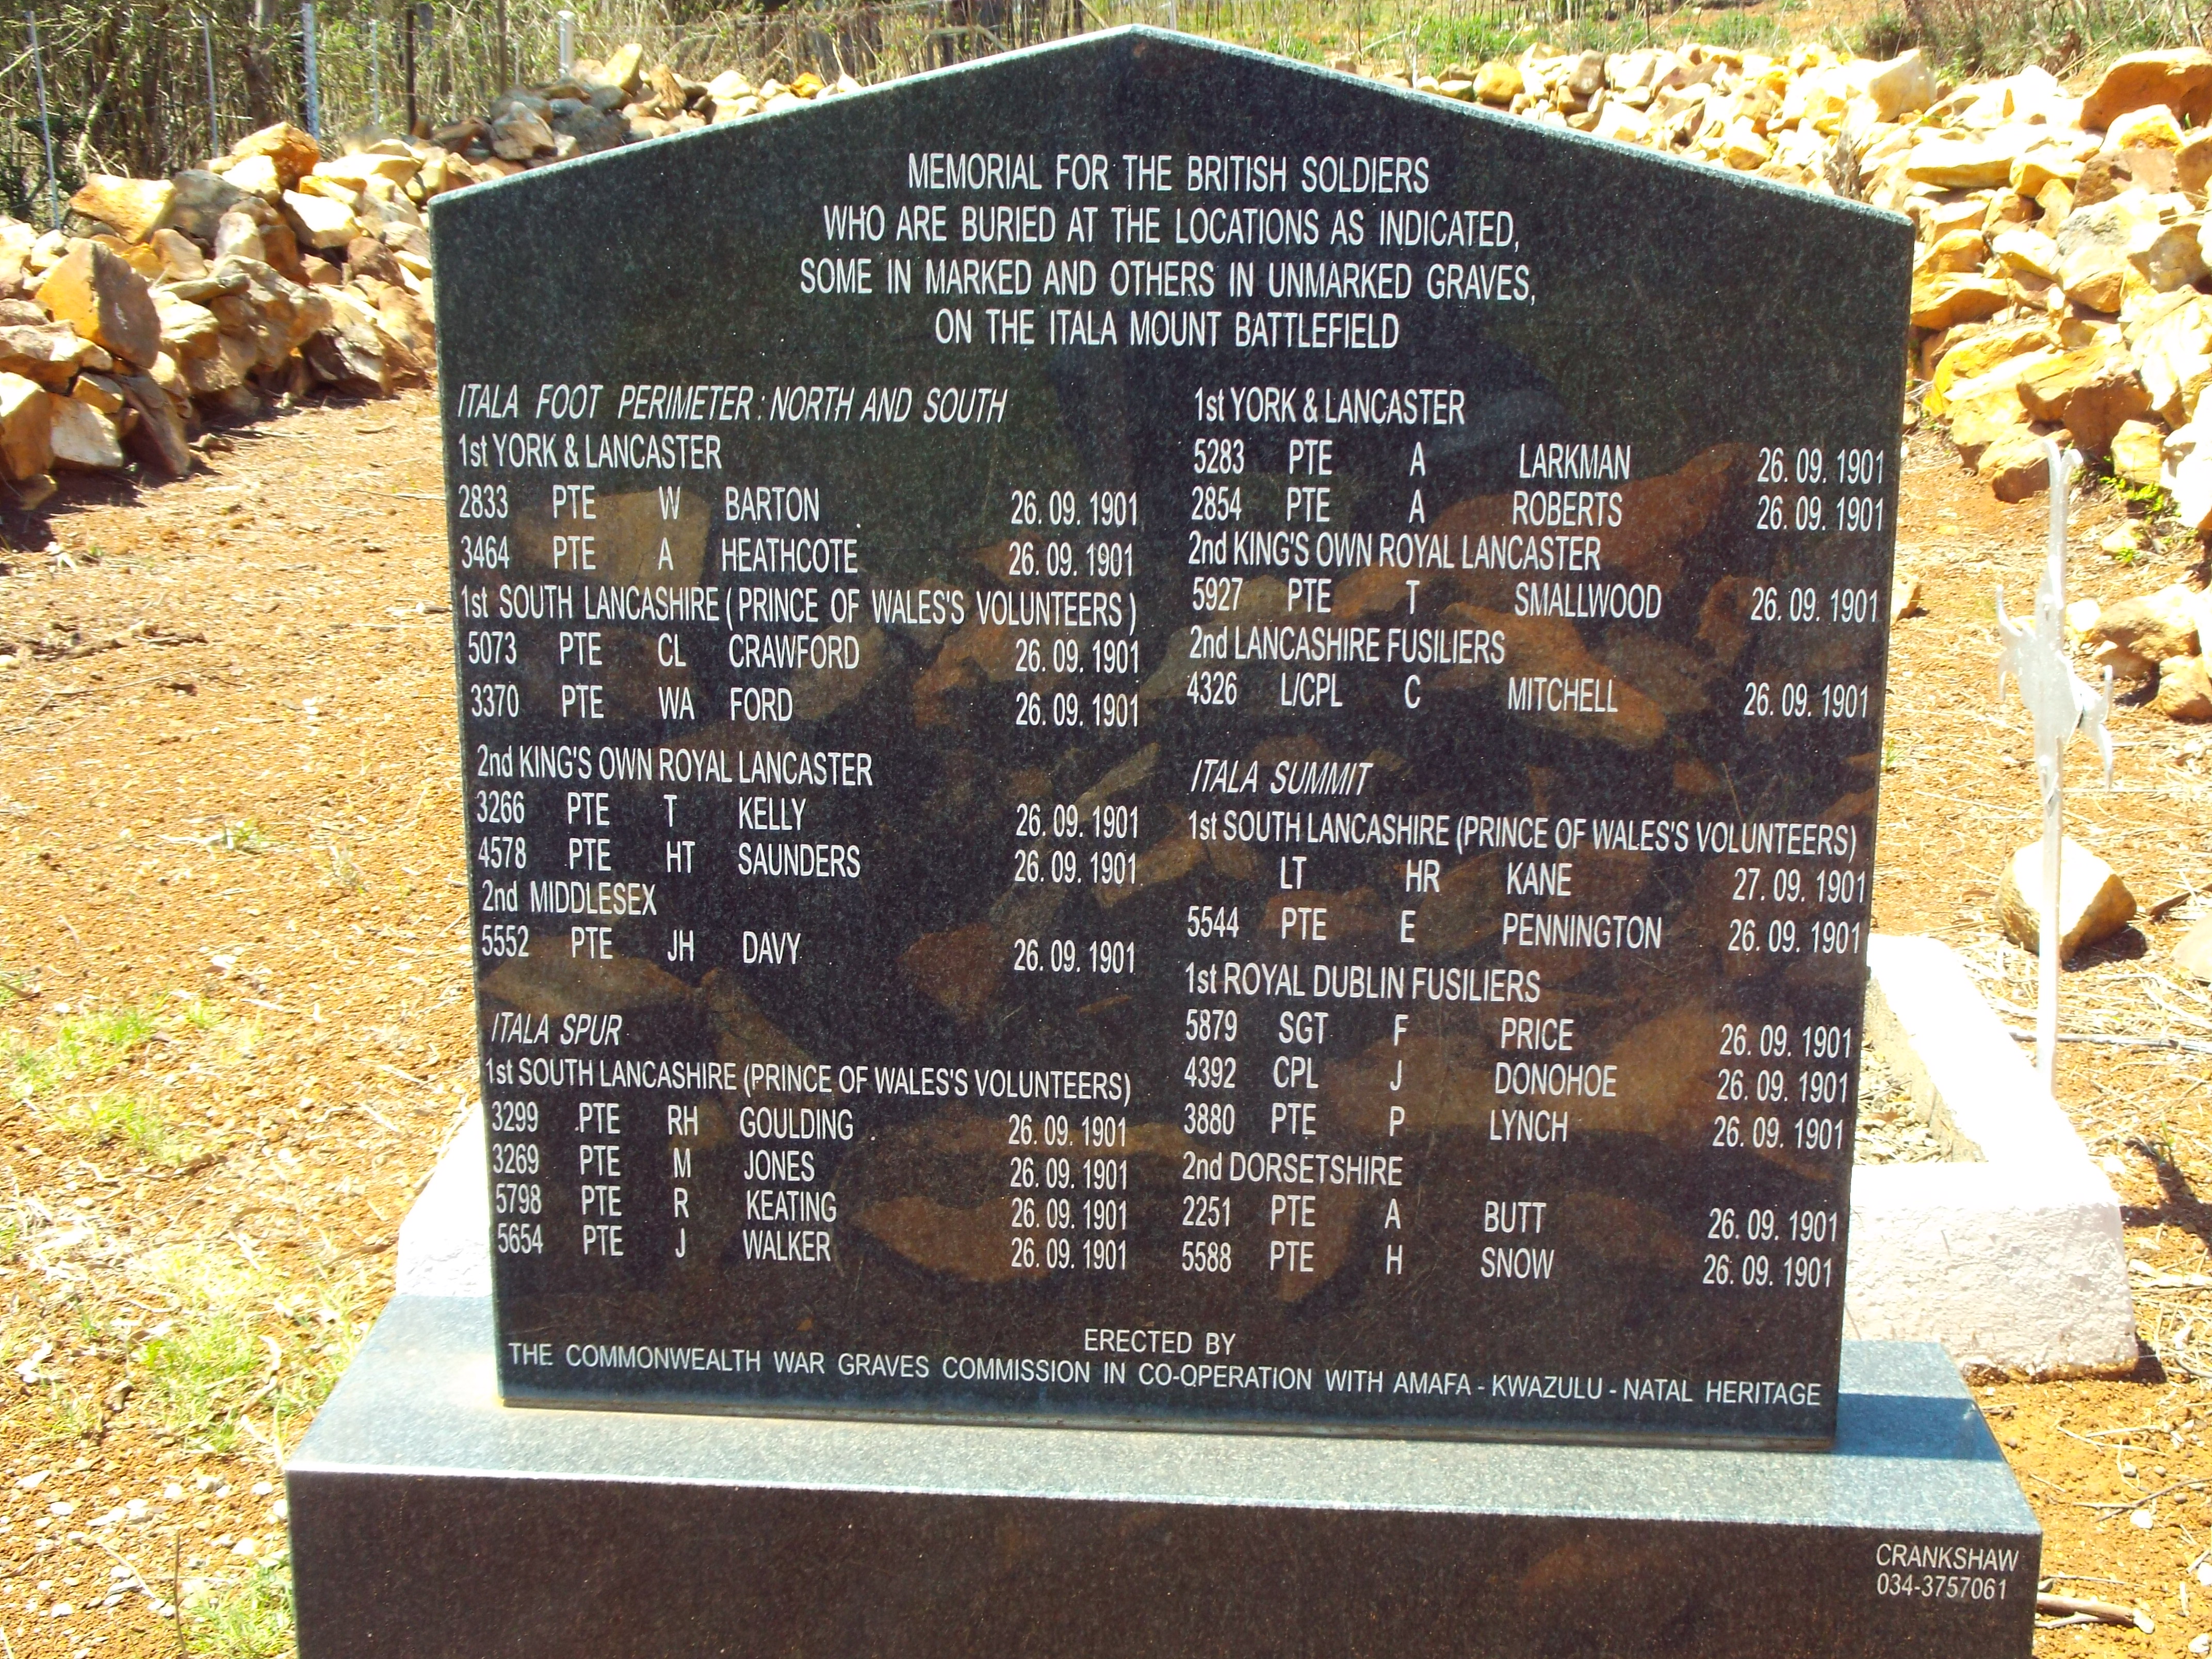 MEMORIAL FOR THE BRITISH SOLDIERS
WHO ARE BURIED AT THE LOCATIONS AS INDICATED,
SOME IN MARKED AND OTHERS IN UNMARKED GRAVES,
ON THE ITALA MOUNT BATTLEFIELD
ITALA FOOT PERIMETER : NORTH AND SOUTH
1st YORK & LANCASTER
2833 PTE W BARTON 26. 09. 1901
3464 PTE A HEATHCOTE 26. 09. 1901
1st SOUTH LANCASHIRE ( PRINCE OF WALES'S VOLUNTEERS )
5073 PTE CL CRAWFORD 26. 09. 1901
3370 PTE WA FORD 26. 09. 1901
2nd KING'S OWN ROYAL LANCASTER
3266 PTE T KELLY 26. 09. 1901
4578 PTE HT SAUNDERS 26. 09. 1901
2nd MIDDLESEX
5552 PTE JH DAVY 26. 09. 1901
ITALA SPUR
1st SOUTH LANCASHIRE (PRINCE OF WALES'S VOLUNTEERS)
3299 PTE RH GOULDING 26. 09. 1901
3269 PTE M JONES 26. 09. 1901
5798 PTE R KEATING 26. 09. 1901
5654 PTE J WALKER 26. 09. 1901
1st YORK & LANCASTER
5283 PTE A LARKMAN 26. 09. 1901
2854 PTE A ROBERTS 26. 09. 1901
2nd KING'S OWN ROYAL LANCASTER
5927 PTE T SMALLWOOD 26. 09. 1901
2nd LANCASHIRE FUSILIERS
4326 L/CPL C MITCHELL 26. 09. 1901
ITALA SUMMIT
1st SOUTH LANCASHIRE (PRINCE OF WALES'S VOLUNTEERS)
LT HR KANE 27. 09. 1901
5544 PTE E PENNINGTON 26. 09. 1901
1st ROYAL DUBLIN FUSILIERS
5879 SGT F PRICE 26. 09. 1901
4392 CPL J DONOHOE 26. 09. 1901
3880 PTE P LYNCH 26. 09. 1901
2nd DORSETSHIRE
2251 PTE A BUTT 26. 09. 1901
5588 PTE H SNOW 26. 09. 1901
ERECTED BY
THE COMMONWEALTH WAR GRAVES COMMISSION IN CO-OPERATION WITH AMAFA - KWAZULU - NATAL HERITAGE
CRANKSHAW
034-3757061